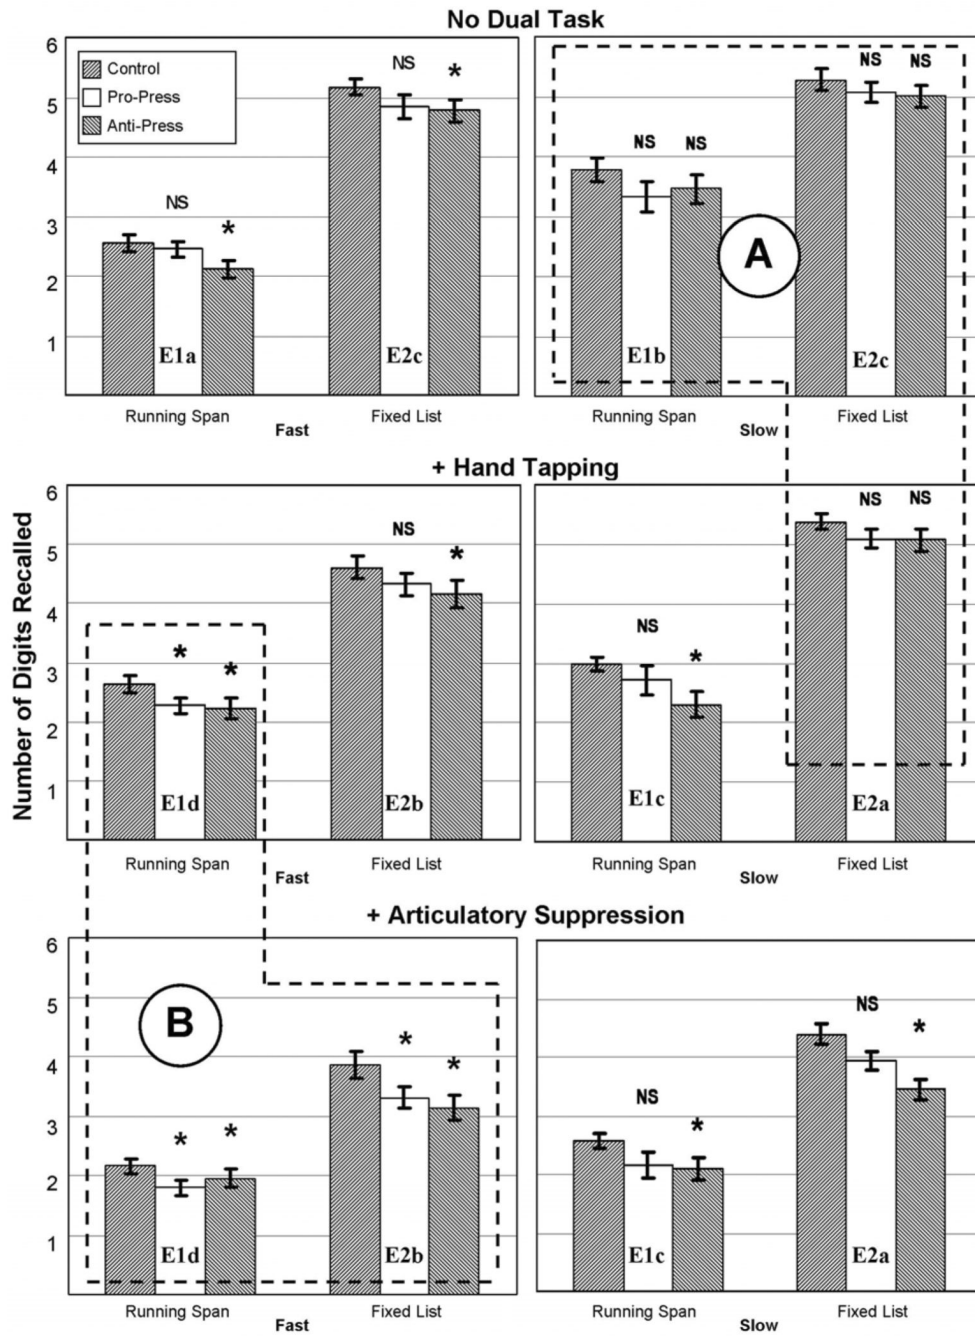 No Dual Task
6
5
4
3
2
1
Control
Pro-Press
Anti-Press
NS
*
NS
*
E1a
E2c
Running Span
Fixed List
Fast
NS
NS
NS
NS
A
E1b
E2c
Running Span
Fixed List
Slow
+ Hand Tapping
Number of Digits Recalled
6
5
4
3
2
1
*
*
NS
*
E1d
E2b
Running Span
Fixed List
Fast
NS
*
NS
NS
E1c
E2a
Running Span
Fixed List
Slow
+ Articulatory Suppression
6
5
4
3
2
1
B
*
*
*
*
E1d
E2b
Running Span
Fixed List
Fast
NS
*
NS
*
E1c
E2a
Running Span
Fixed List
Slow